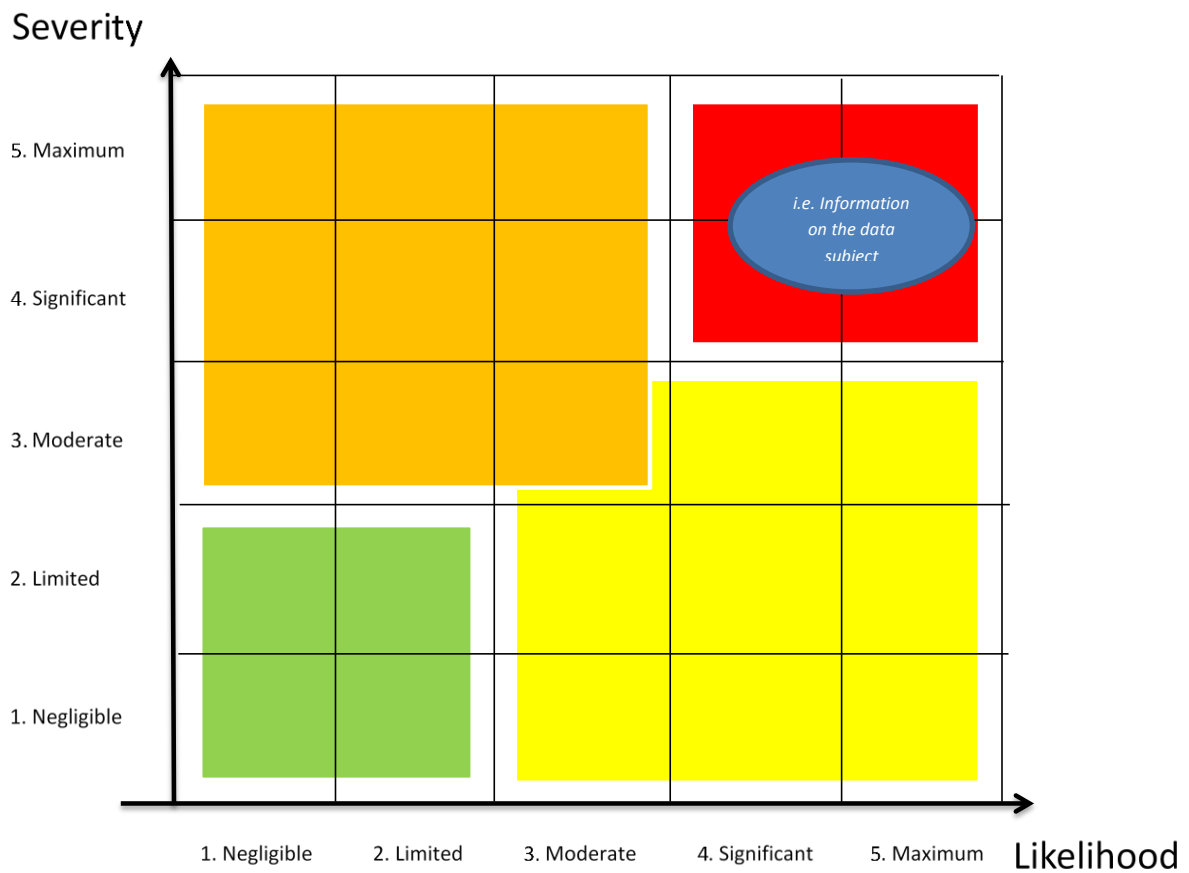 Severity
5. Maximum
i.e. Information
on the data
subject
4. Significant
3. Moderate
2. Limited
1. Negligible
1. Negligible
2. Limited
3. Moderate
4. Significant
5. Maximum
Likelihood